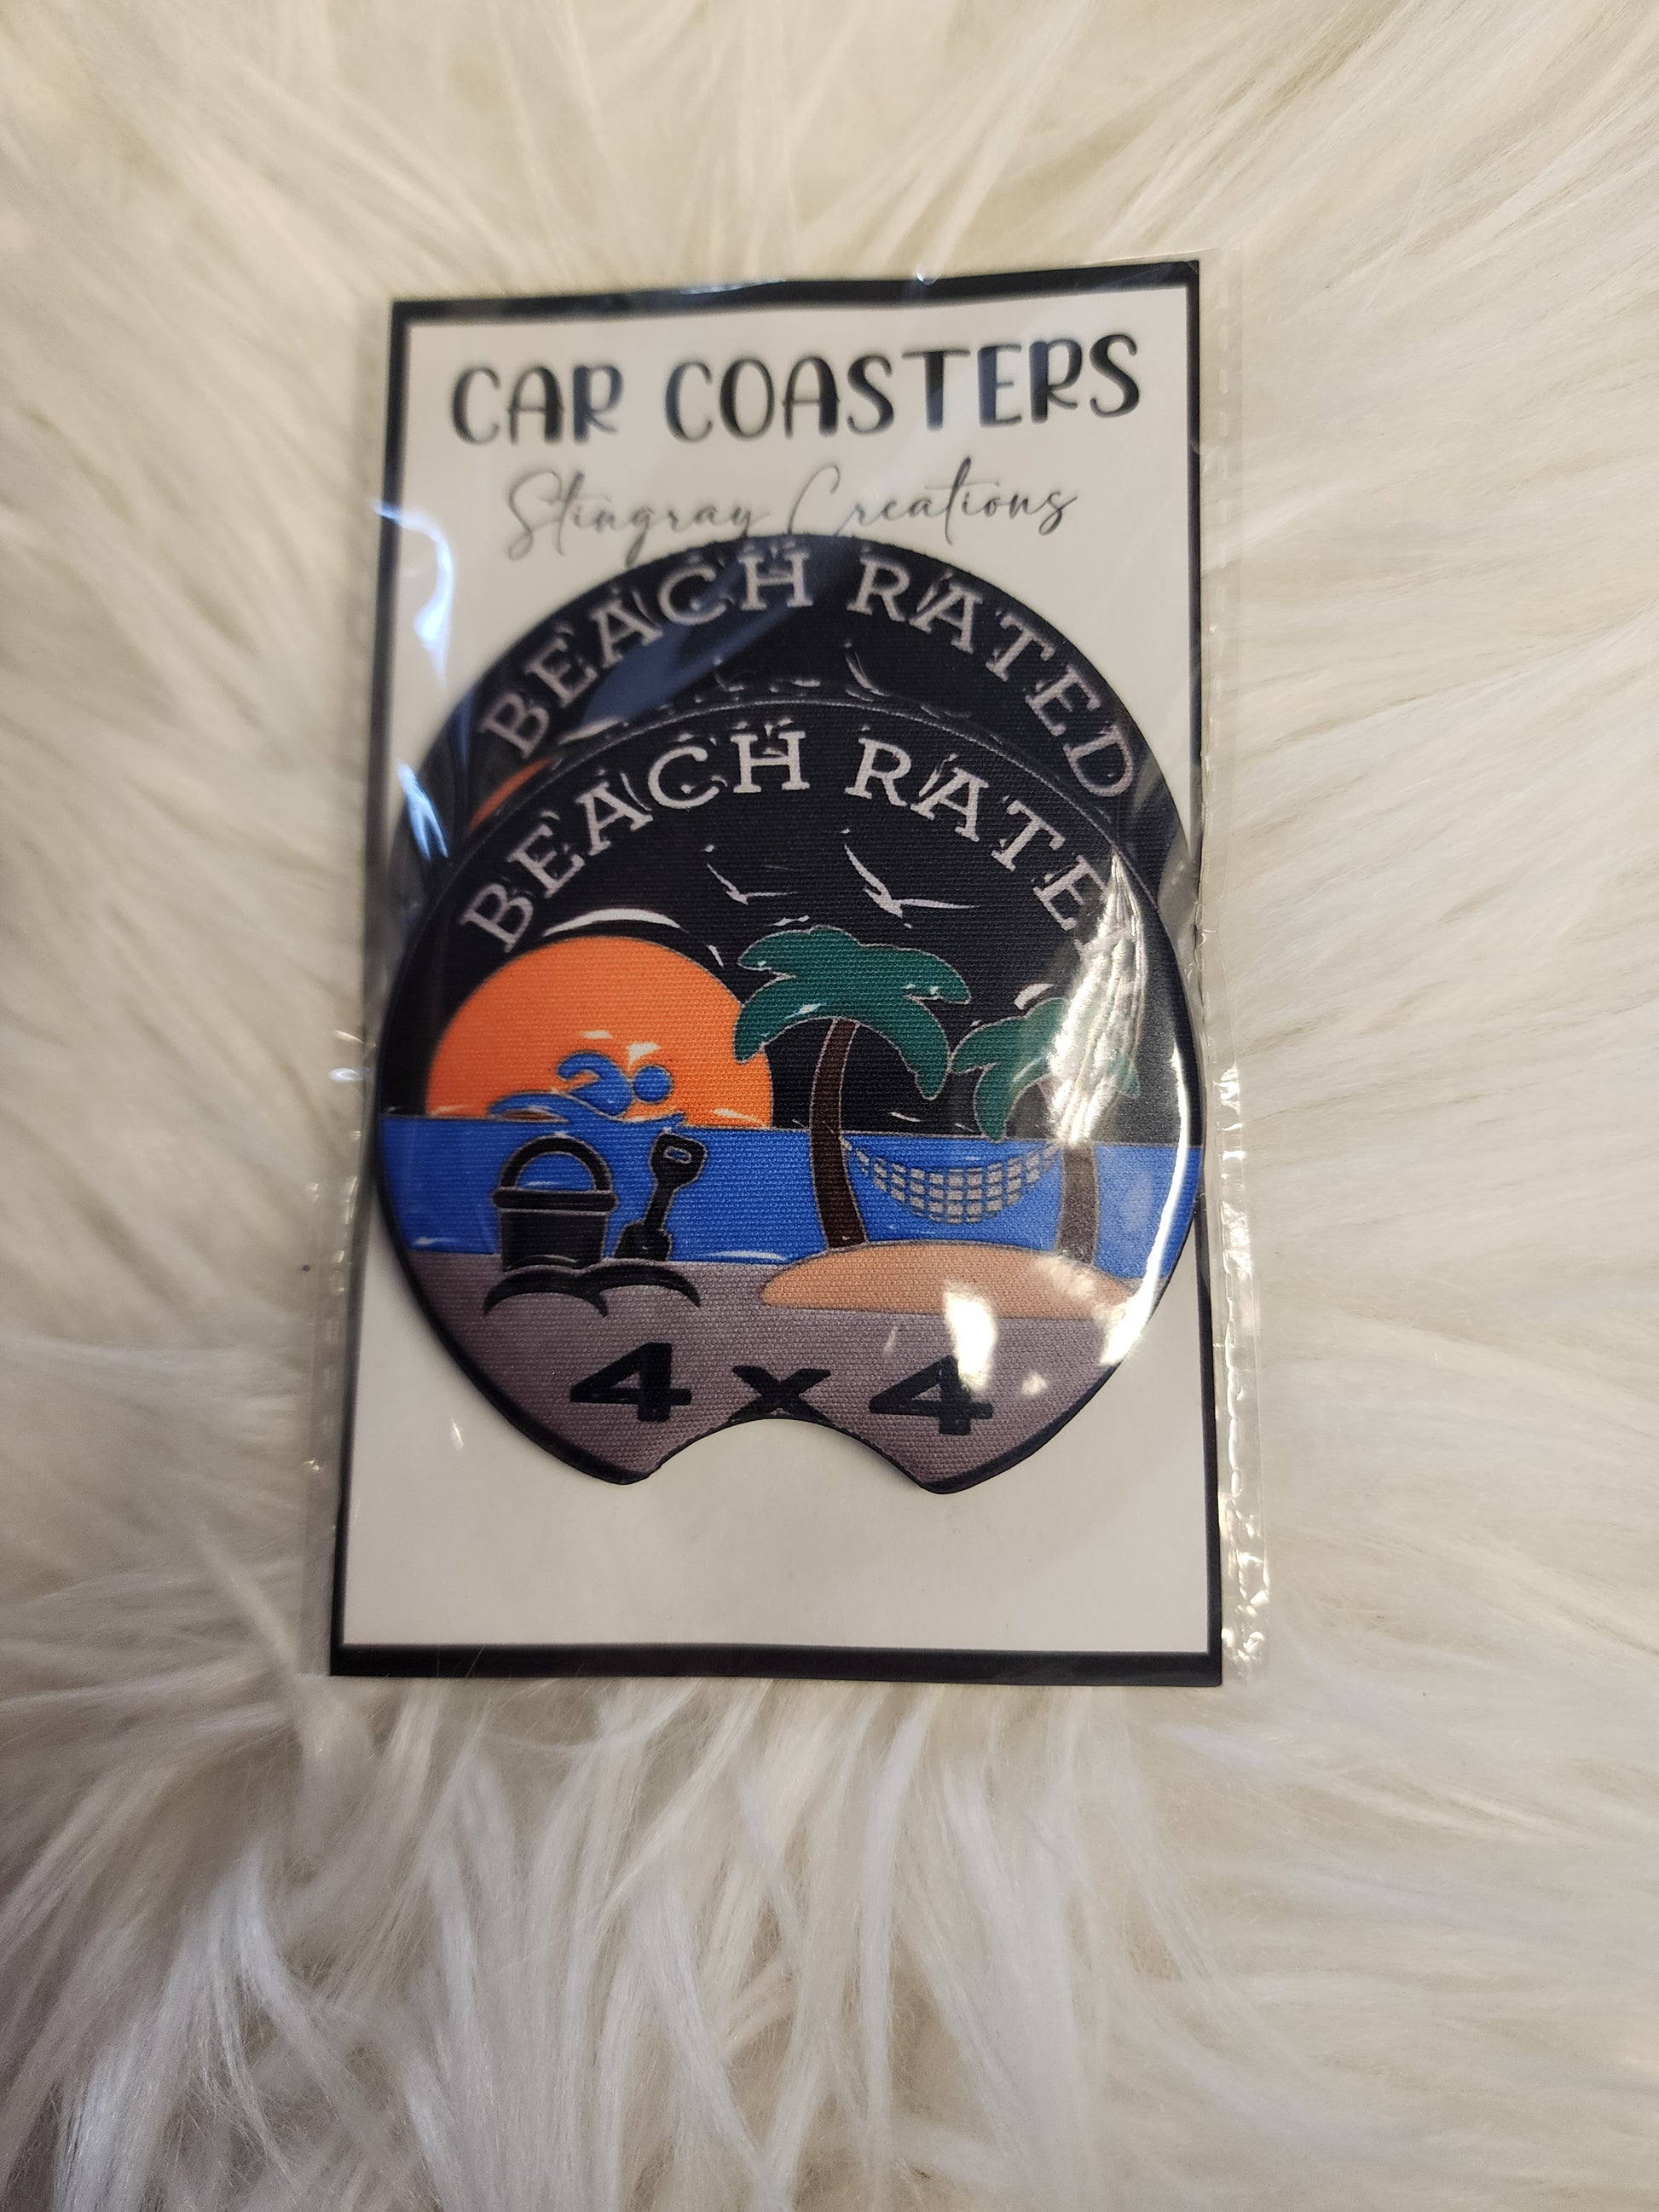 CAR COASTERS
Stingray Creations
BEACH RATED
BEACH RATED
4x4